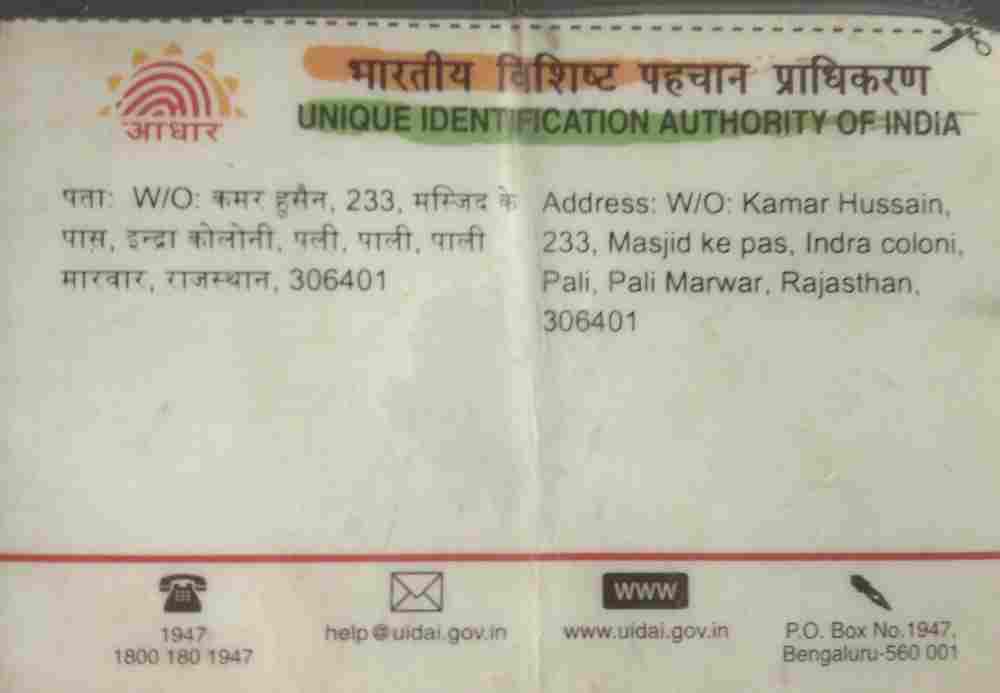 भारतीय विशिष्ट पहचान प्राधिकरण
आधार
UNIQUE IDENTIFICATION AUTHORITY OF INDIA
पता: W/O: कमर हुसैन, 233, मस्जिद के
पास, इन्द्रा कोलोनी, पली, पाली, पाली
मारवार, राजस्थान, 306401
Address: W/O: Kamar Hussain,
233, Masjid ke pas, Indra coloni,
Pali, Pali Marwar, Rajasthan,
306401
1947
1800 180 1947
help@uidai.gov.in
www
www.uidai.gov.in
P.O. Box No.1947,
Bengaluru-560 001